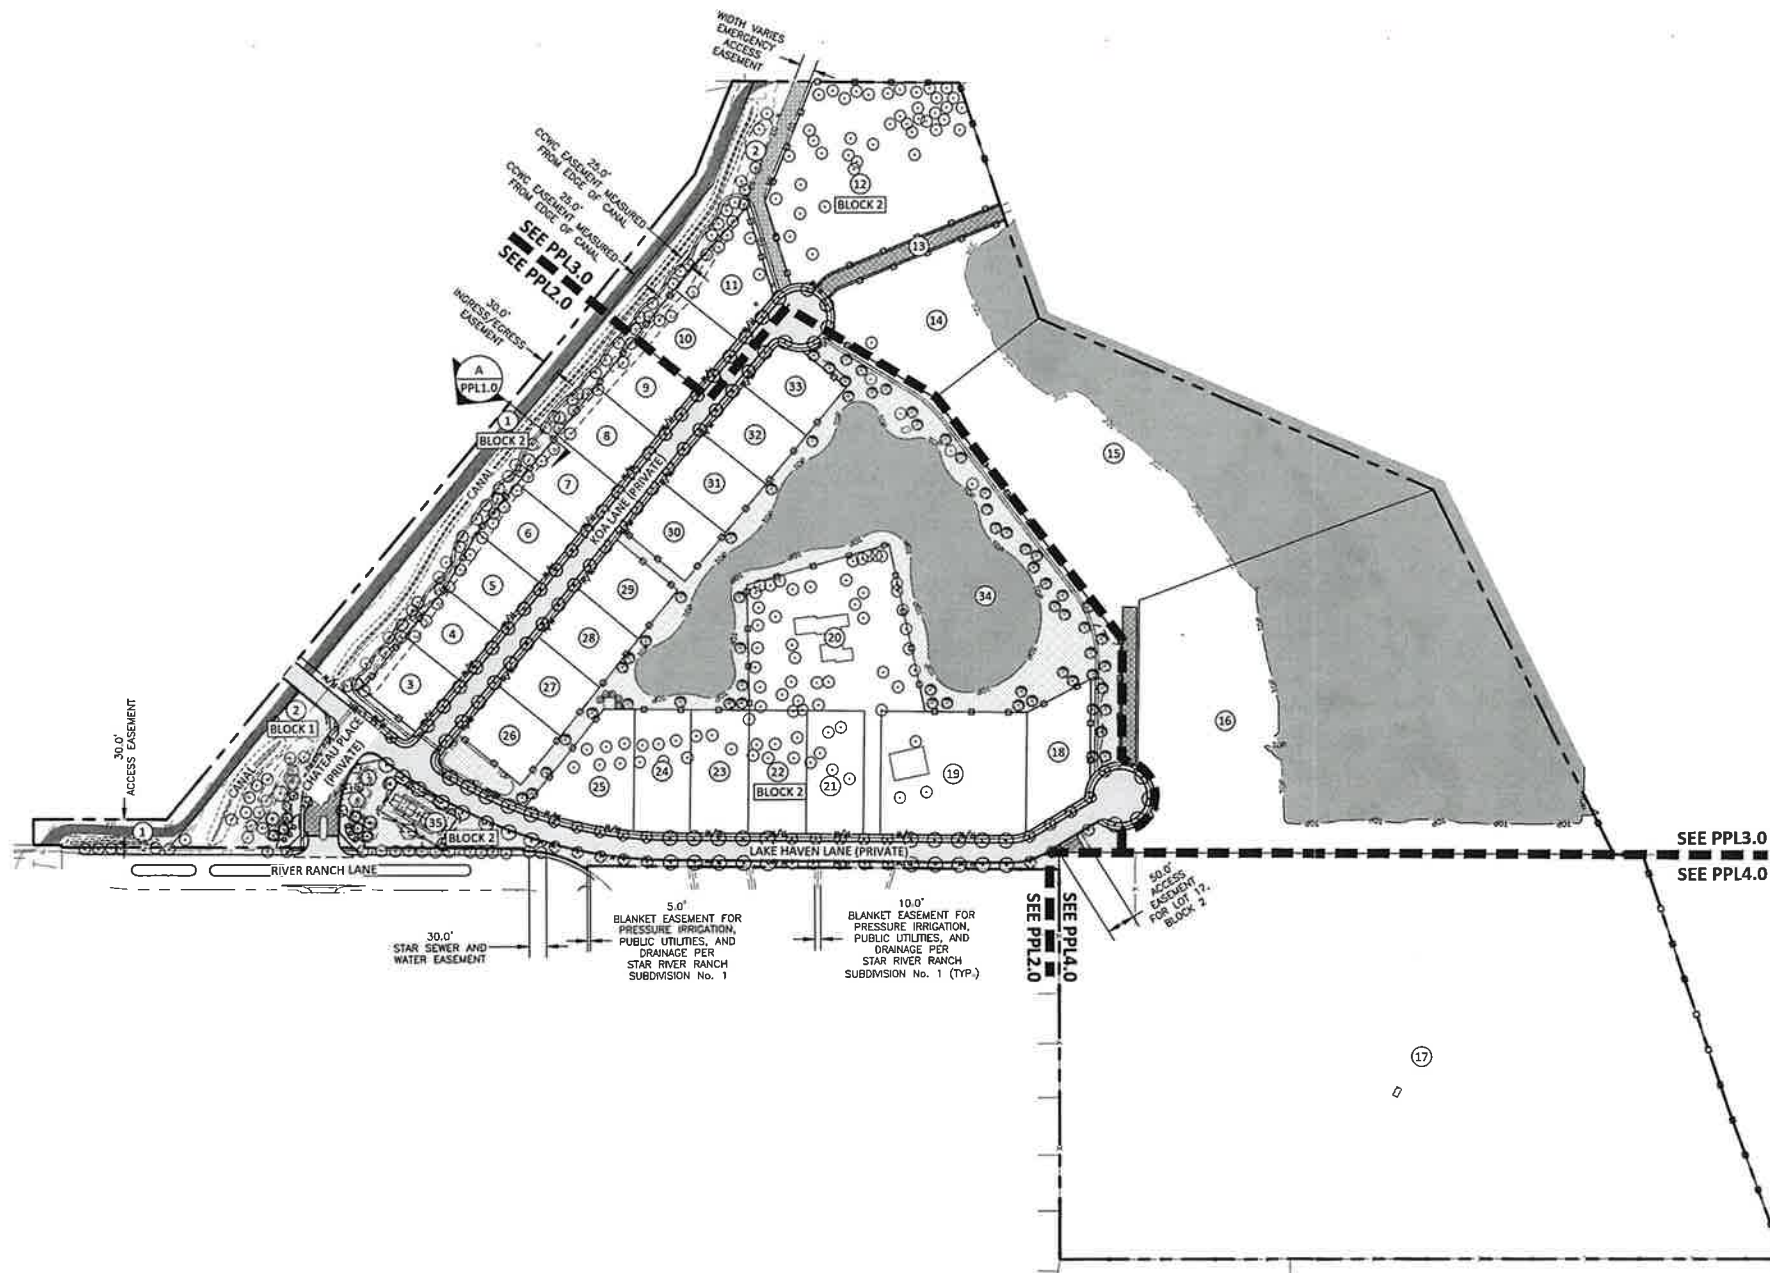 WIDTH VARIES
EMERGENCY
ACCESS
EASEMENT
25.0'
CCWC EASEMENT MEASURED
FROM EDGE OF CANAL
25.0'
CCWC EASEMENT MEASURED
FROM EDGE OF CANAL
SEE PPL3.0
SEE PPL2.0
30.0'
INGRESS/EGRESS
EASEMENT
A
PPL1.0
2
12
BLOCK 2
13
11
10
14
9
33
1
BLOCK 2
8
32
15
CANAL
7
31
KOA LANE (PRIVATE)
6
30
5
29
34
4
28
20
3
27
2
BLOCK 1
26
16
18
30.0'
ACCESS EASEMENT
CANAL
CHATEAU PLACE
(PRIVATE)
1
25
24
23
22
BLOCK 2
21
19
1
35
BLOCK 2
LAKE HAVEN LANE (PRIVATE)
RIVER RANCH LANE
SEE PPL3.0
SEE PPL4.0
30.0'
STAR SEWER AND
WATER EASEMENT
5.0'
BLANKET EASEMENT FOR
PRESSURE IRRIGATION,
PUBLIC UTILITIES, AND
DRAINAGE PER
STAR RIVER RANCH
SUBDIVISION No. 1
10.0'
BLANKET EASEMENT FOR
PRESSURE IRRIGATION,
PUBLIC UTILITIES, AND
DRAINAGE PER
STAR RIVER RANCH
SUBDIVISION No. 1 (TYP.)
SEE PPL4.0
SEE PPL2.0
50.0'
ACCESS
EASEMENT
FOR LOT 17,
BLOCK 2
17